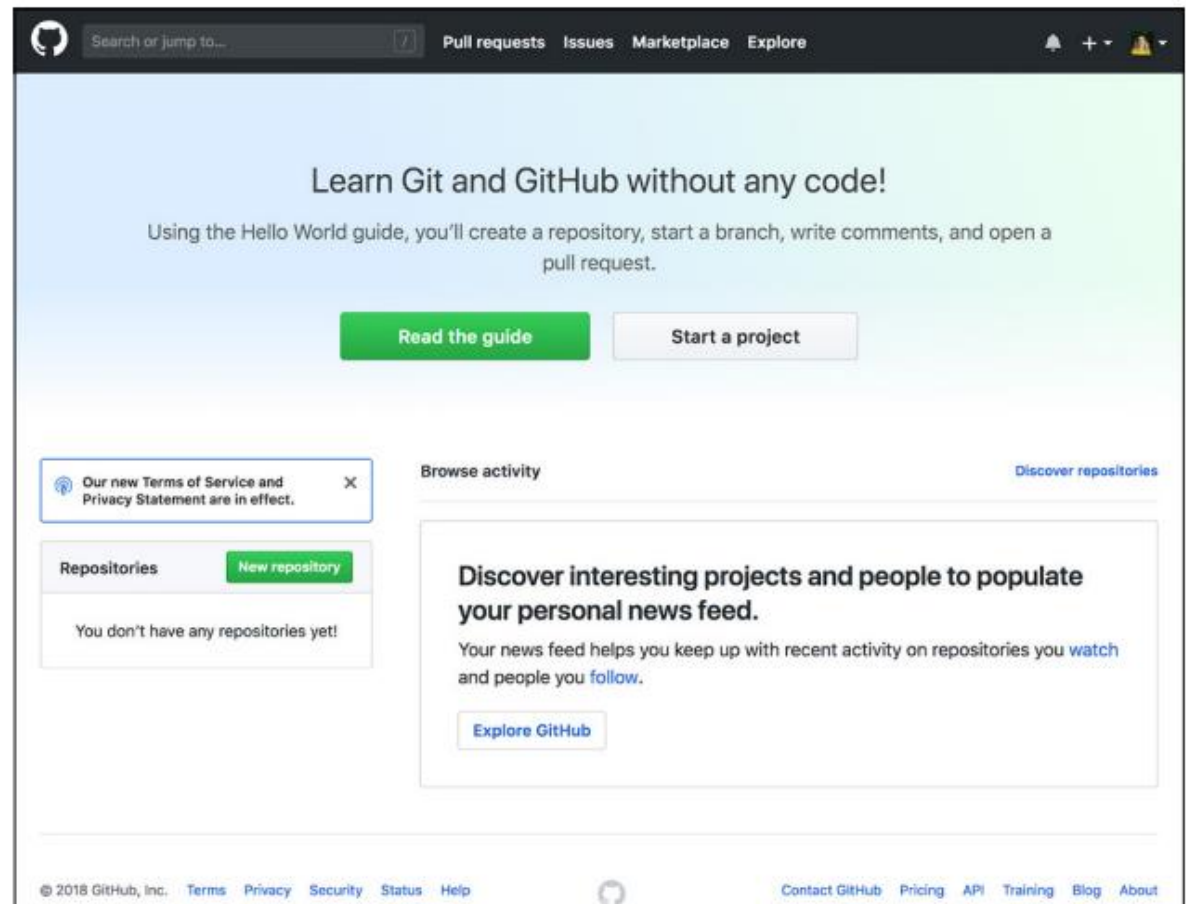 Search or jump to... /
Pull requests Issues Marketplace Explore
Learn Git and GitHub without any code!
Using the Hello World guide, you'll create a repository, start a branch, write comments, and open a
pull request.
Read the guide
Start a project
Our new Terms of Service and
Privacy Statement are in effect.
Repositories
New repository
You don't have any repositories yet!
Browse activity
Discover repositories
Discover interesting projects and people to populate
your personal news feed.
Your news feed helps you keep up with recent activity on repositories you watch
and people you follow.
Explore GitHub
© 2018 GitHub, Inc. Terms Privacy Security Status Help
Contact GitHub Pricing API Training Blog About